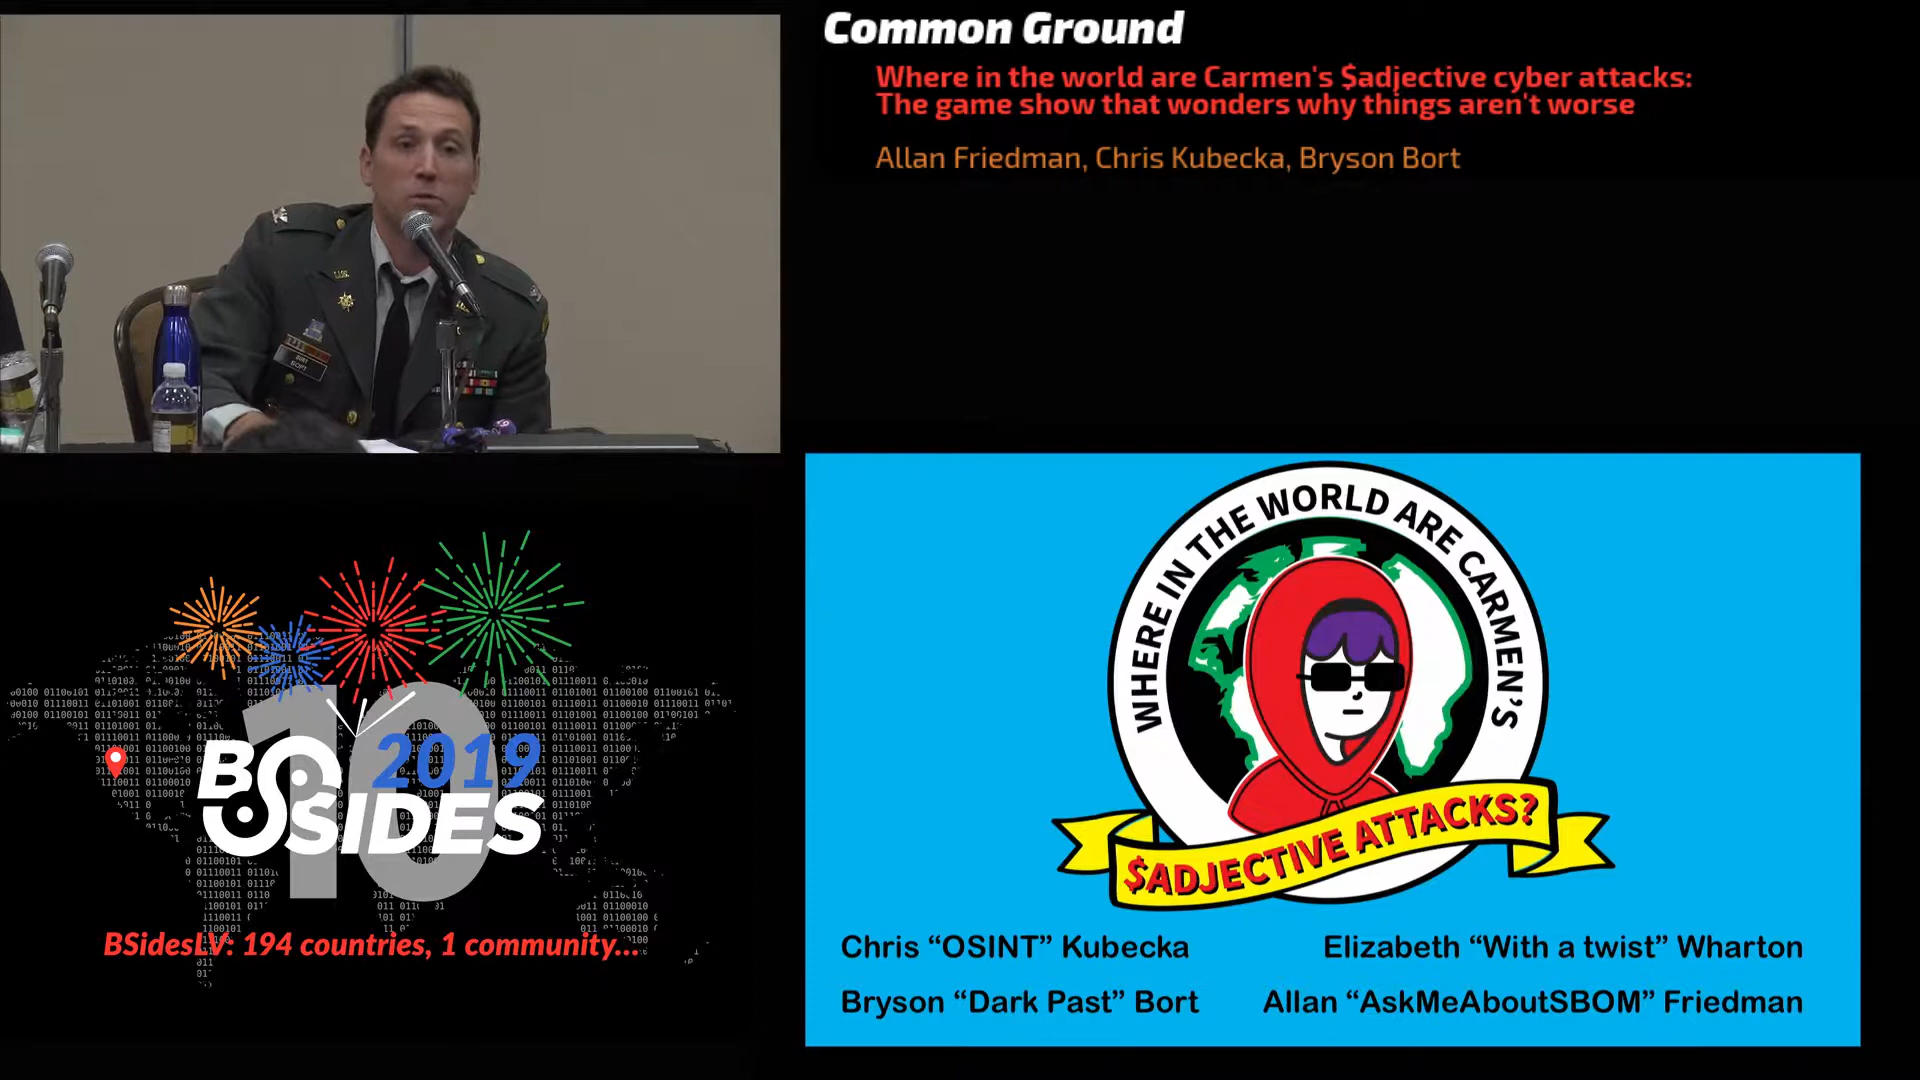 Common Ground
Where in the world are Carmen's $adjective cyber attacks:
The game show that wonders why things aren't worse
Allan Friedman, Chris Kubecka, Bryson Bort
10
BSIDES
2019
BSidesLV: 194 countries, 1 community...
WHERE IN THE WORLD ARE CARMEN'S
$ADJECTIVE ATTACKS?
Chris “OSINT” Kubecka
Elizabeth “With a twist” Wharton
Bryson “Dark Past” Bort
Allan “AskMeAboutSBOM” Friedman